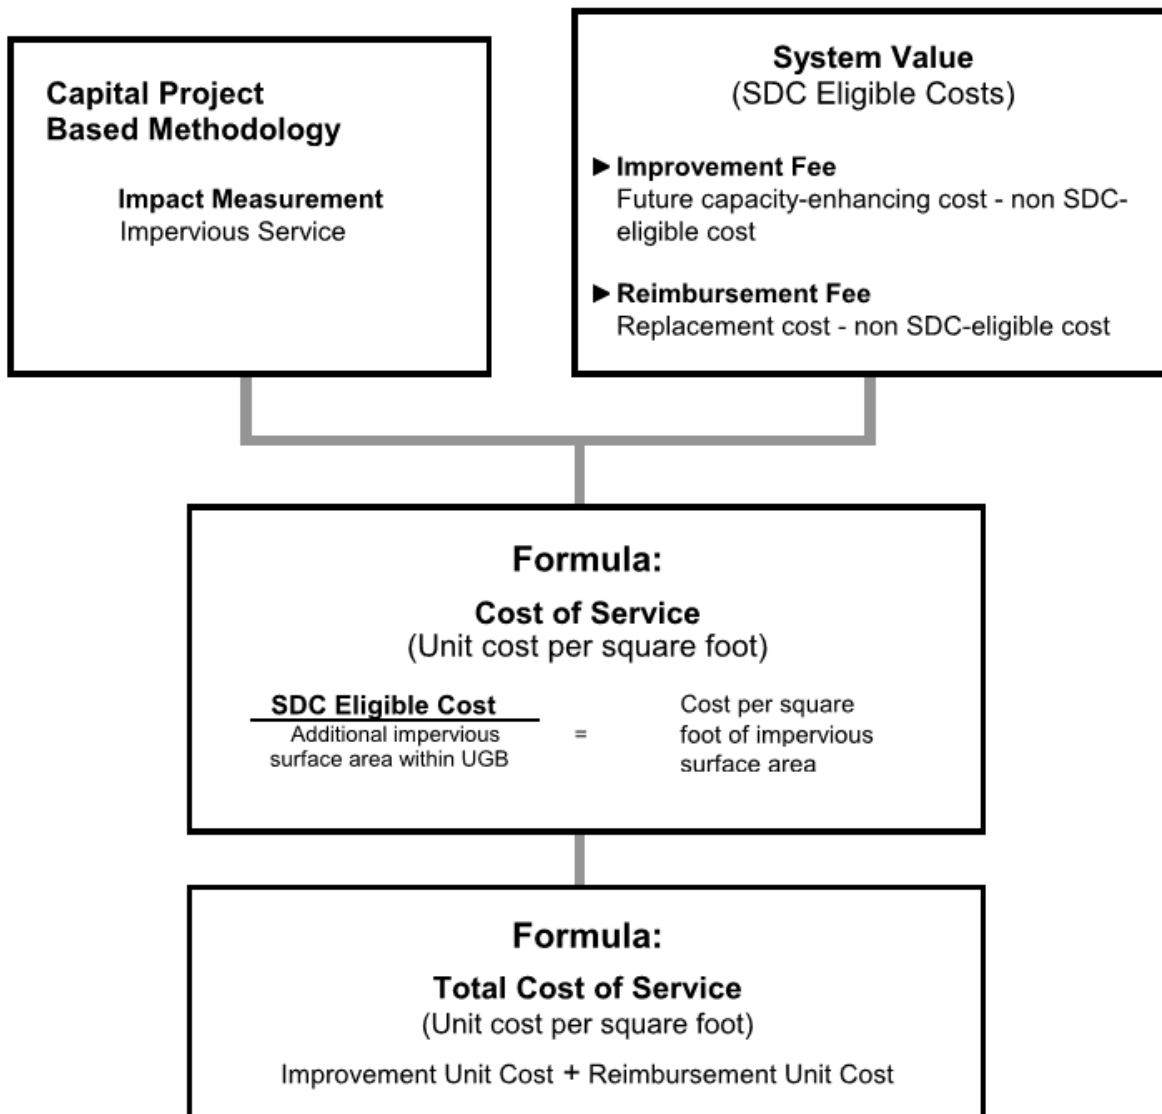 Capital Project
Based Methodology
Impact Measurement
Impervious Service
System Value
(SDC Eligible Costs)
► Improvement Fee
Future capacity-enhancing cost - non SDC-
eligible cost
► Reimbursement Fee
Replacement cost - non SDC-eligible cost
Formula:
Cost of Service
(Unit cost per square foot)
SDC Eligible Cost
Additional impervious
surface area within UGB
=
Cost per square
foot of impervious
surface area
Formula:
Total Cost of Service
(Unit cost per square foot)
Improvement Unit Cost + Reimbursement Unit Cost